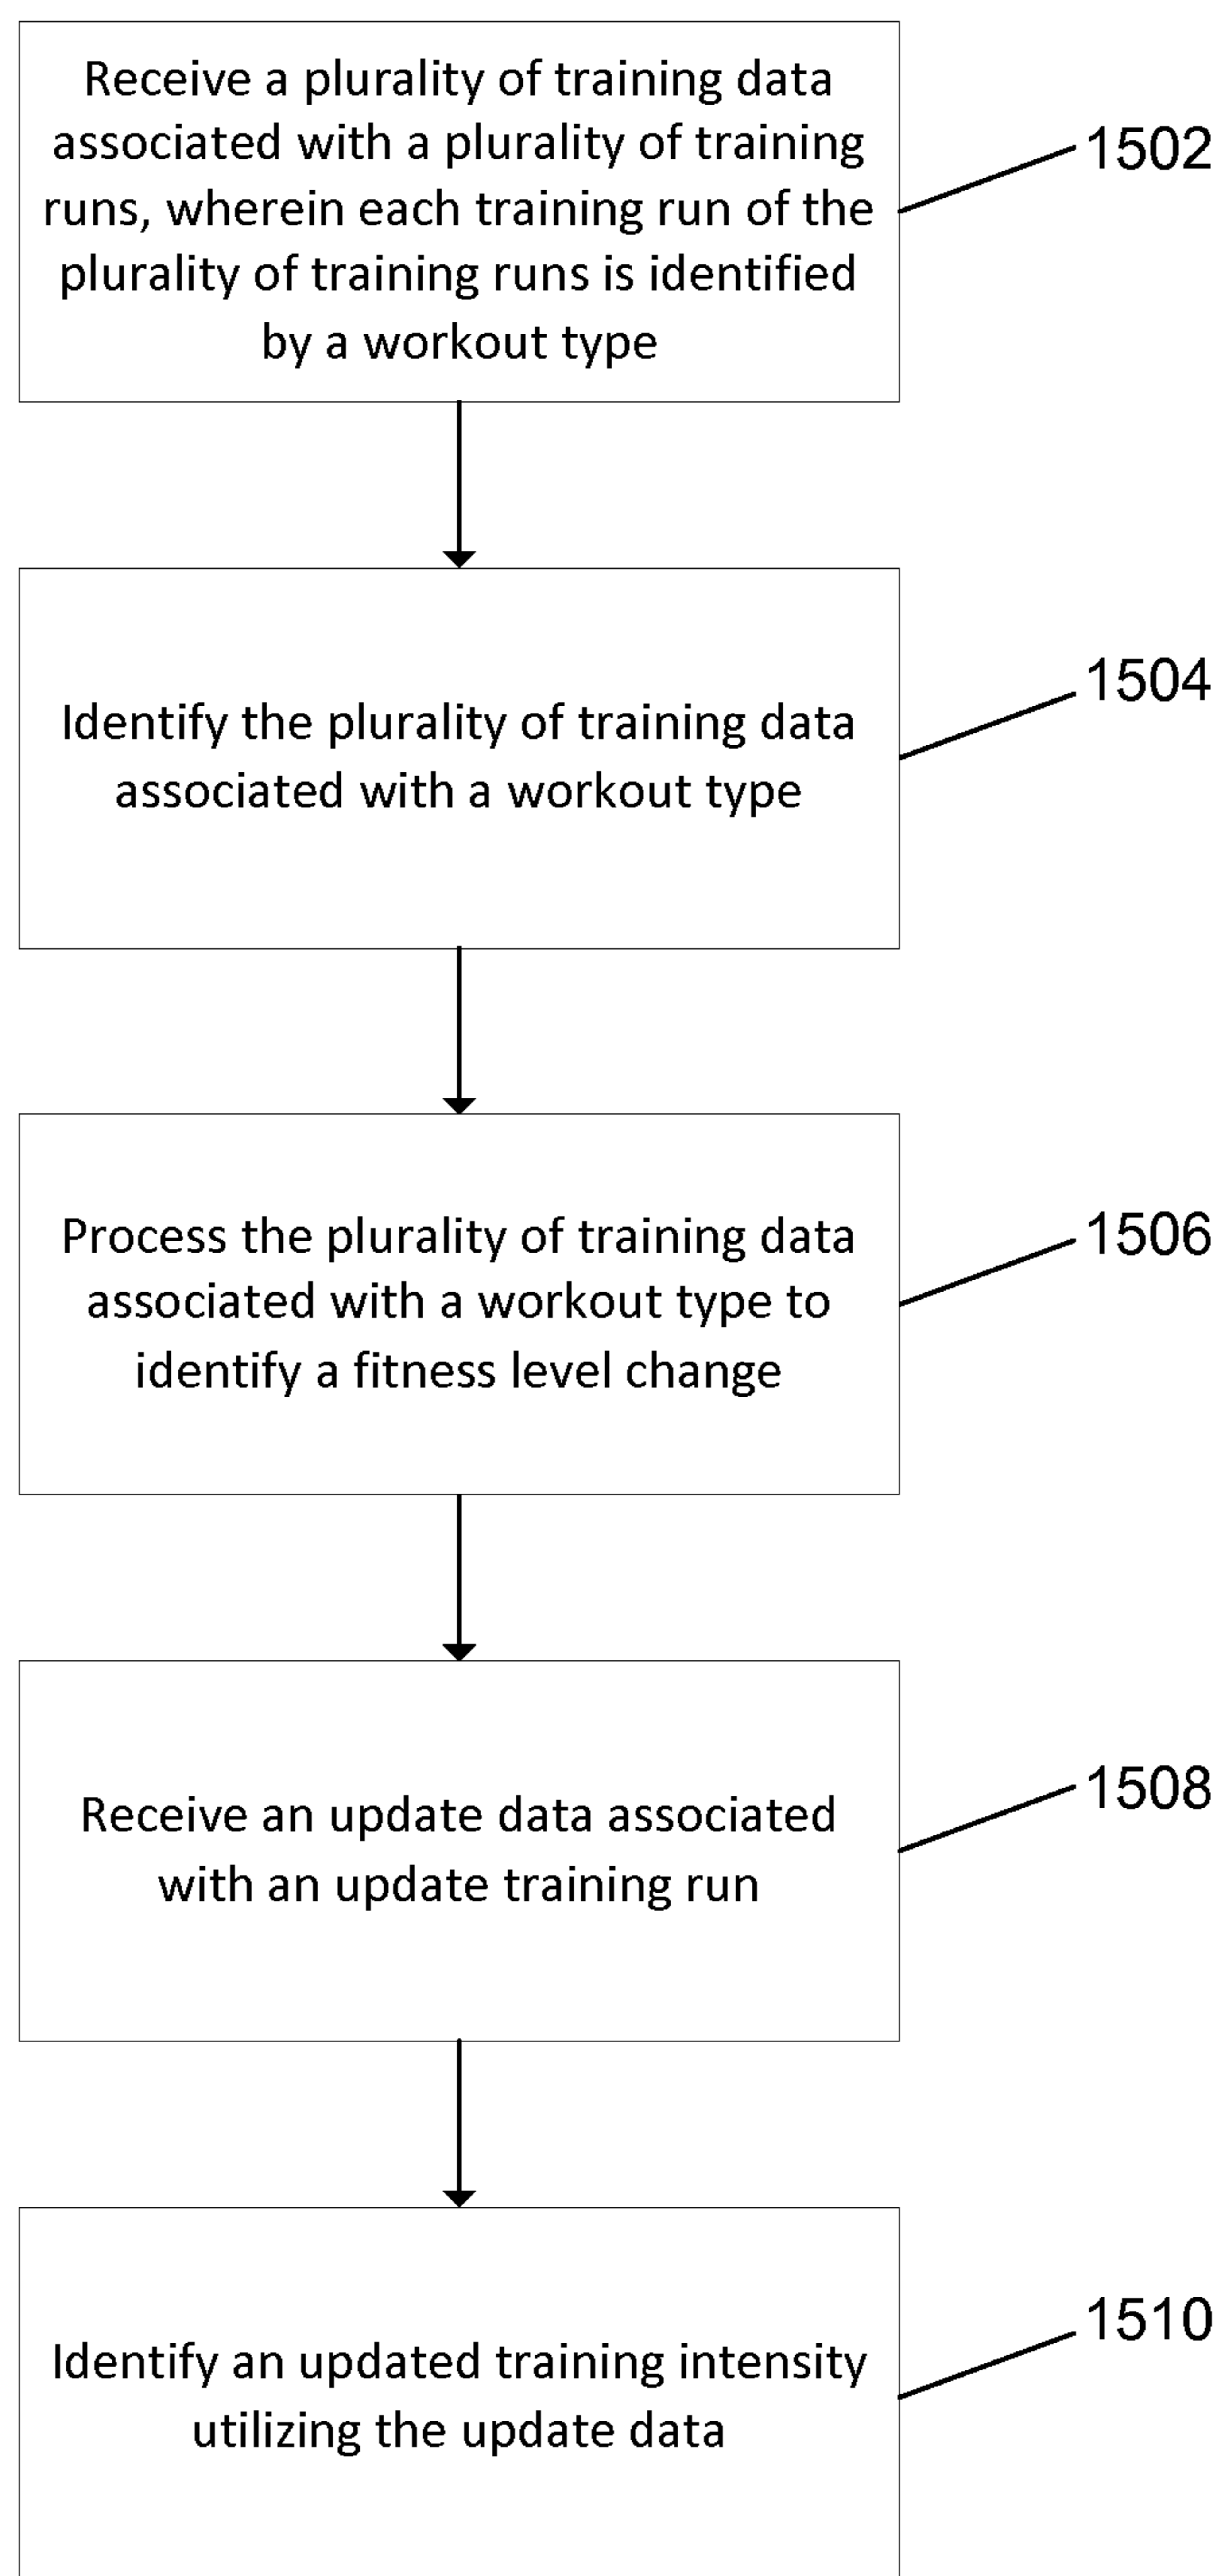 Receive a plurality of training data
associated with a plurality of training
runs, wherein each training run of the
plurality of training runs is identified
by a workout type
1502
Identify the plurality of training data
associated with a workout type
1504
Process the plurality of training data
associated with a workout type to
identify a fitness level change
1506
Receive an update data associated
with an update training run
1508
Identify an updated training intensity
utilizing the update data
1510